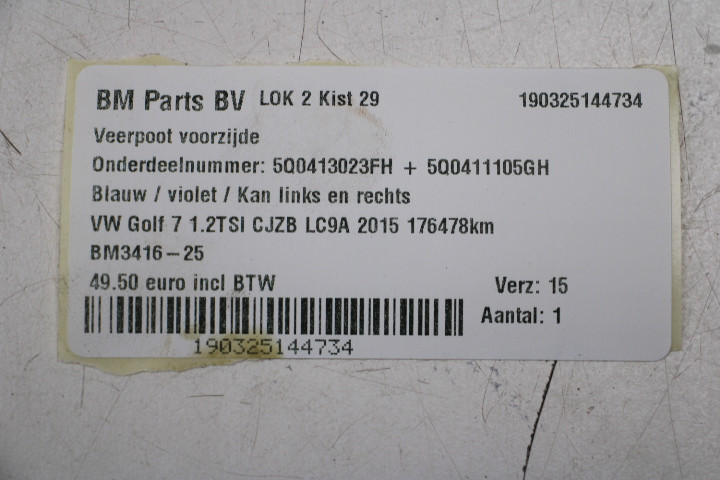 BM Parts BV LOK 2 Kist 29 190325144734
Veerpoot voorzijde
Onderdeelnummer: 5Q0413023FH + 5Q0411105GH
Blauw / violet / Kan links en rechts
VW Golf 7 1.2TSI CJZB LC9A 2015 176478km
BM3416-25
49.50 euro incl BTW Verz: 15
Aantal: 1
190325144734